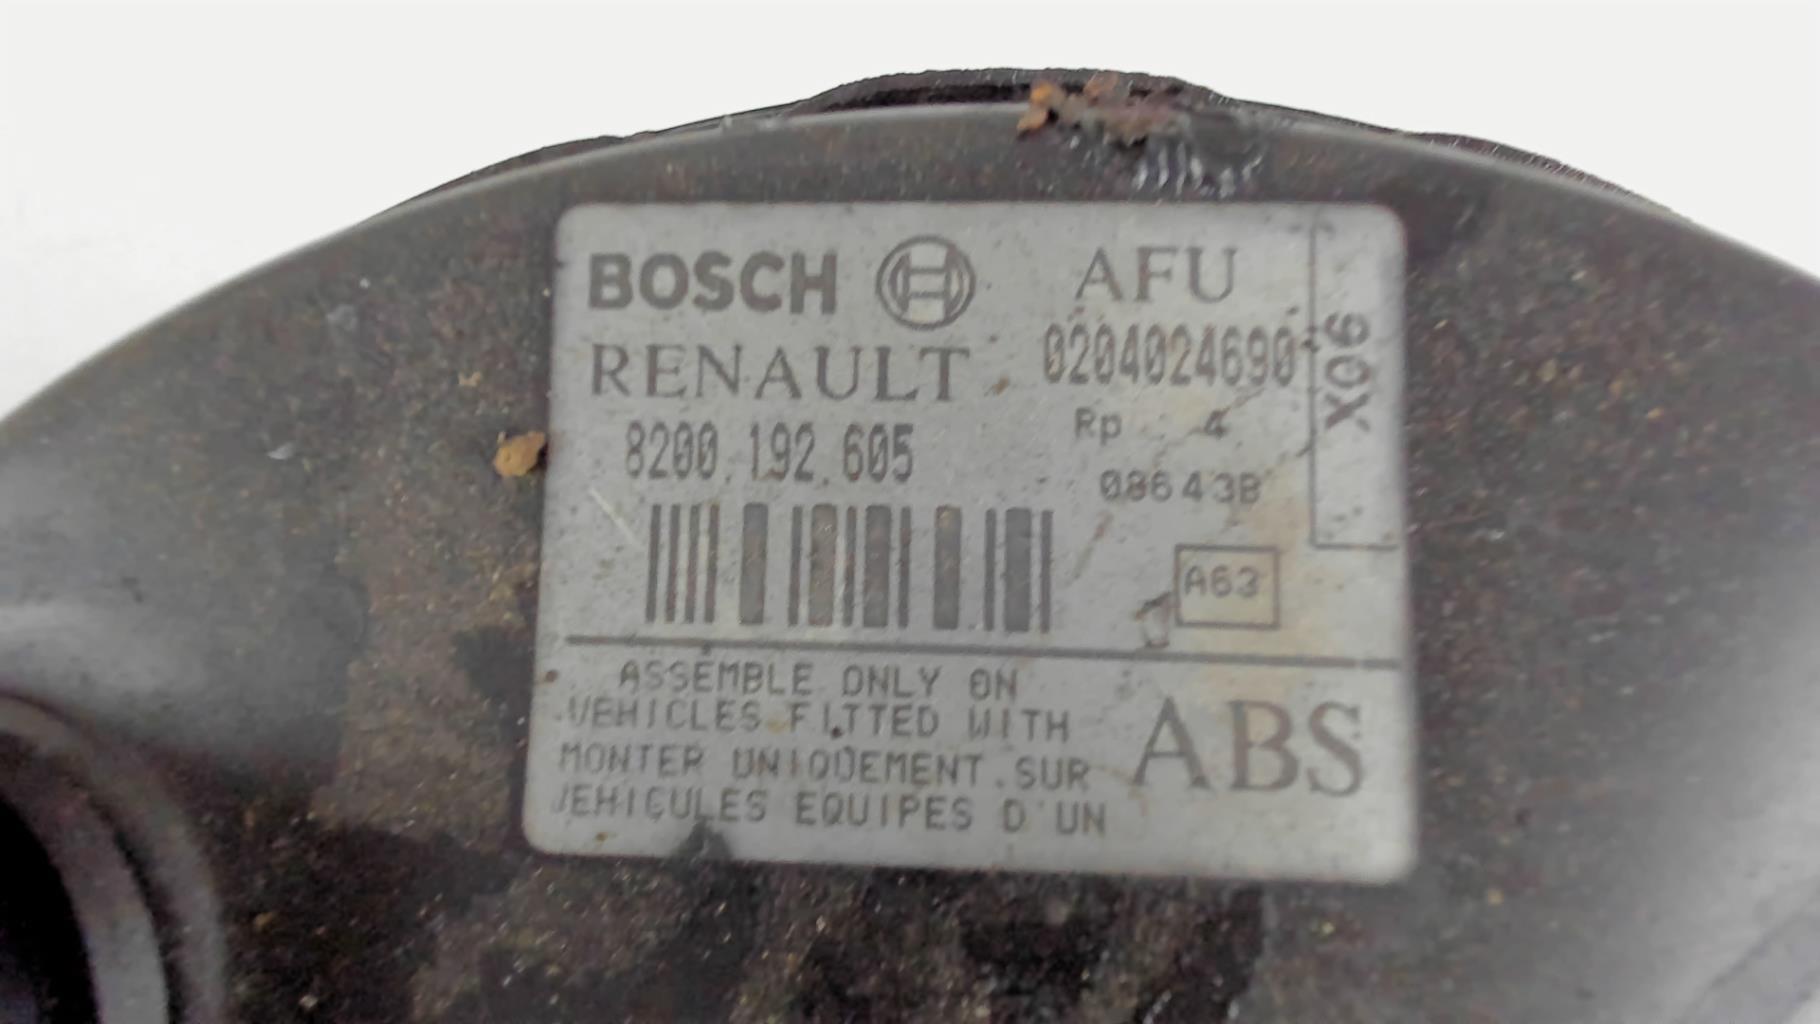 BOSCH AFU
RENAULT 0204024690
8200.192.605 Rp 4
08643B
X06
A63
ASSEMBLE ONLY ON
VEHICLES FITTED WITH
MONTER UNIQUEMENT SUR
VEHICULES EQUIPES D'UN
ABS